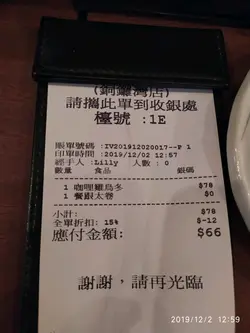 (銅鑼灣店)
請攜此單到收銀處
檯號 :1E
賬單號碼 :IV201912020017--P 1
印單時間 :2019/12/02 12:57
經手人 :Lilly 人數 : 0
數量 食品 銀碼
1 咖哩雞烏冬 $78
1 餐跟太卷 $0
小計: $78
全單折扣: 15% $-12
應付金額: $66
謝謝，請再光臨
2019/12/2 12:59